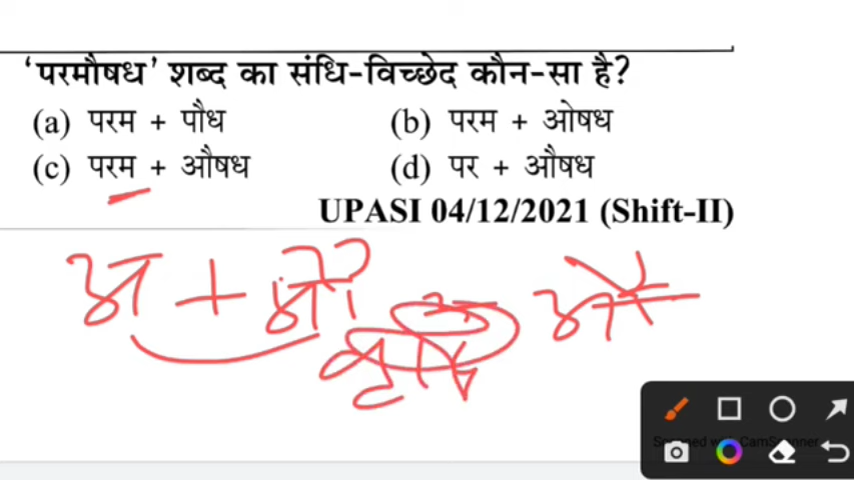 ‘परमौषध’ शब्द का संधि-विच्छेद कौन-सा है?
(a) परम + पौध (b) परम + ओषध
(c) परम + औषध (d) पर + औषध
UPASI 04/12/2021 (Shift-II)
अ + औ औ